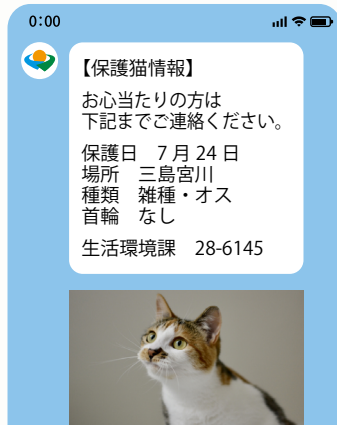 0:00
【保護猫情報】
お心当たりの方は
下記までご連絡ください。
保護日　7月24日
場所　三島宮川
種類　雑種・オス
首輪　なし
生活環境課　28-6145